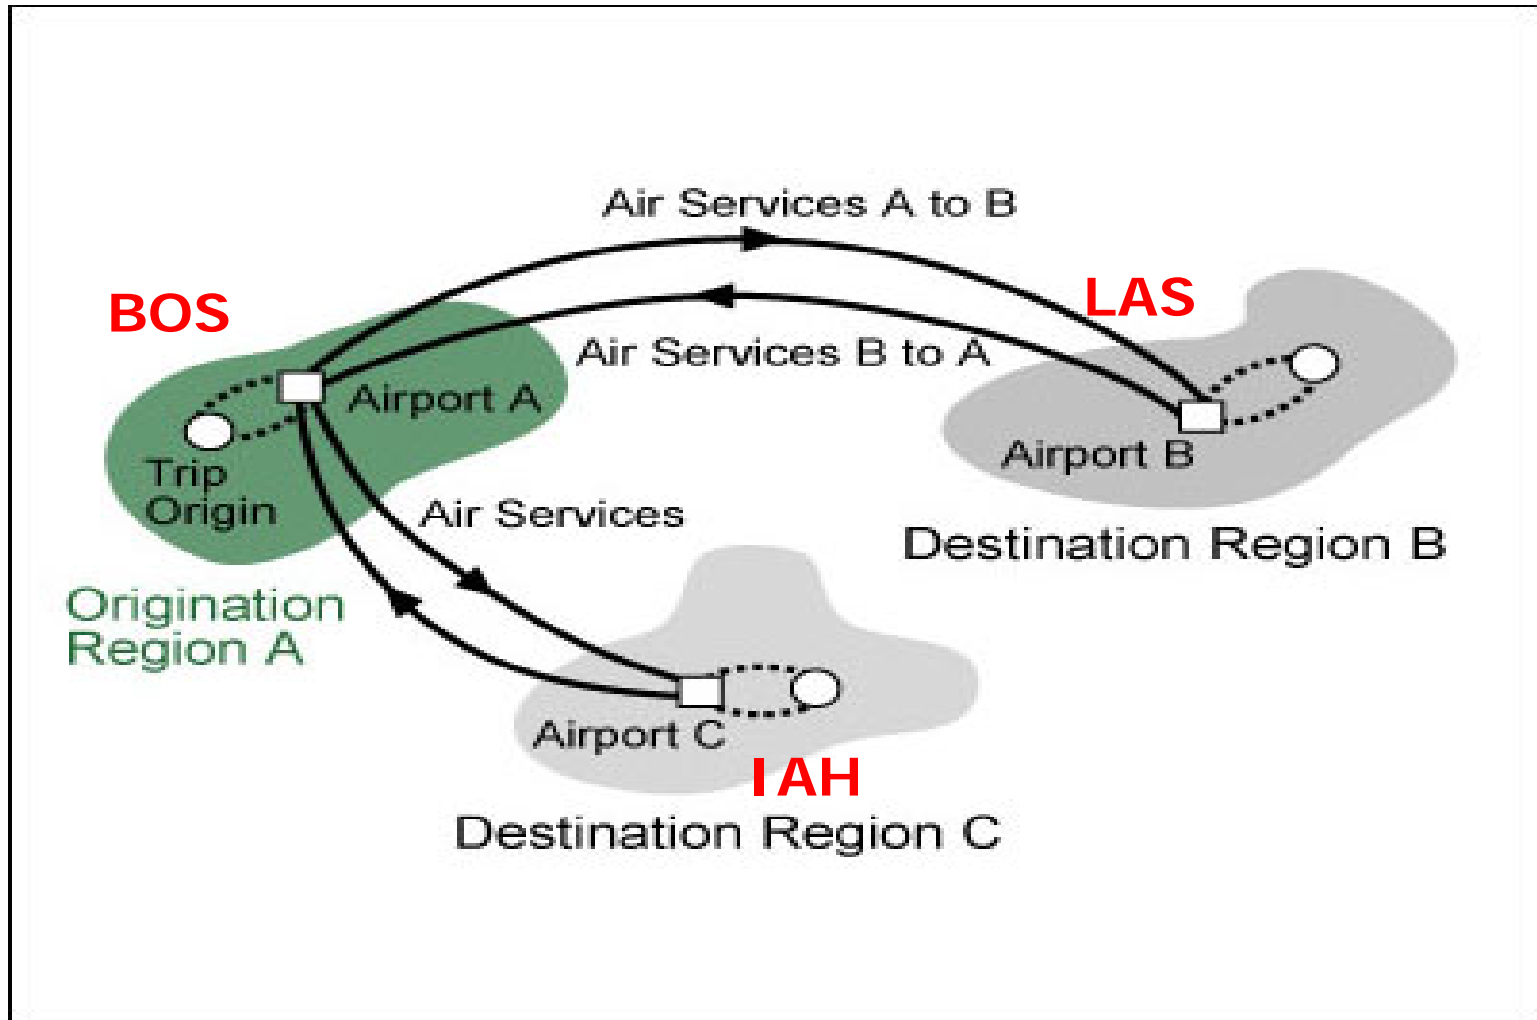 Air Services A to B
BOS
LAS
Air Services B to A
Airport A
Airport B
Trip
Origin
Air Services
Destination Region B
Origination
Region A
Airport C
IAH
Destination Region C